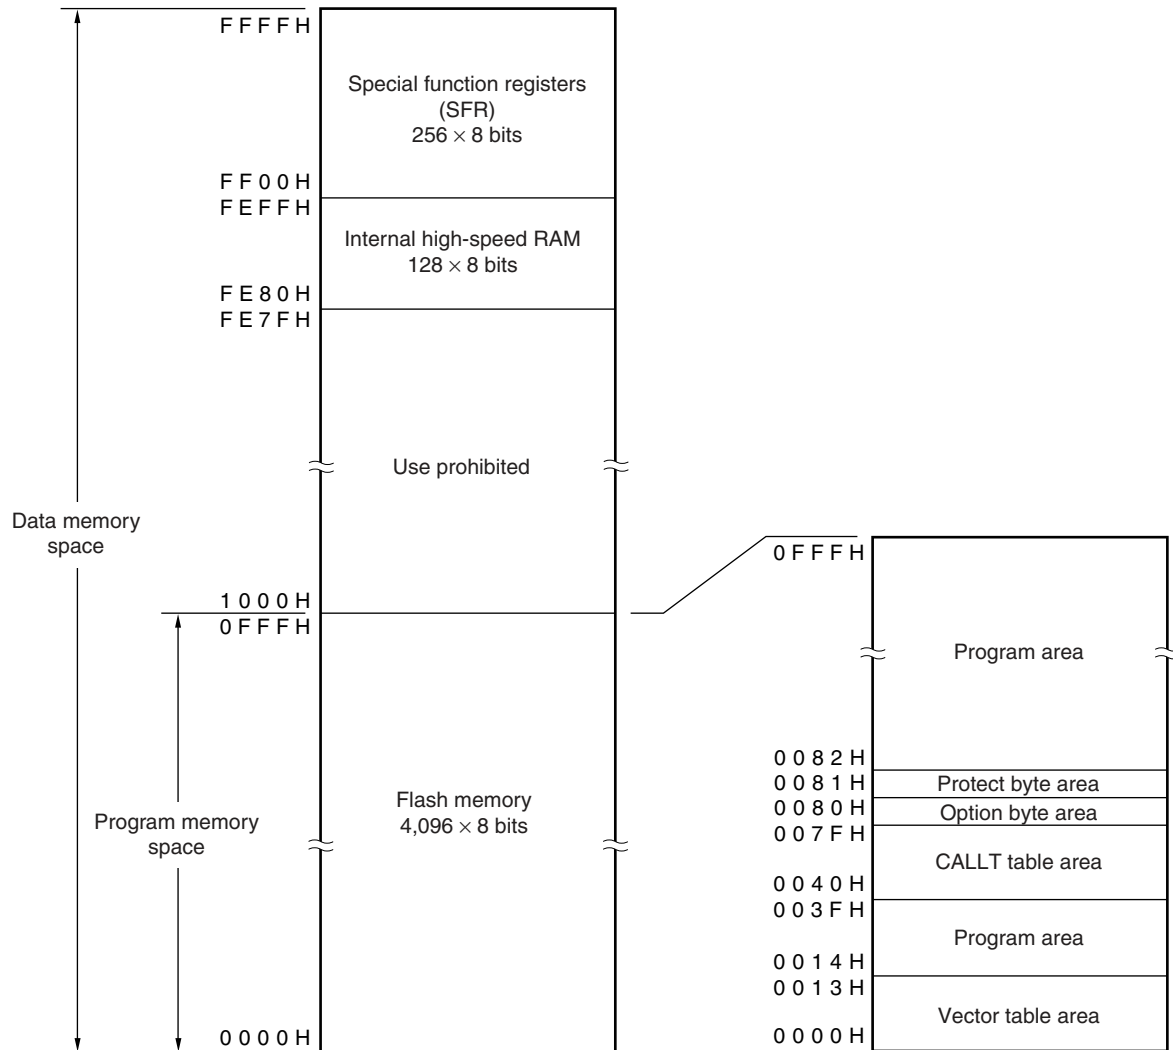 FFFFH
Special function registers
(SFR)
256 × 8 bits
FF00H
FEFFH
Internal high-speed RAM
128 × 8 bits
FE80H
FE7FH
Use prohibited
Data memory
space
1000H
0FFFH
Program memory
space
Flash memory
4,096 × 8 bits
0000H
0FFFH
Program area
0082H
0081H
Protect byte area
0080H
Option byte area
007FH
CALLT table area
0040H
003FH
Program area
0014H
0013H
Vector table area
0000H